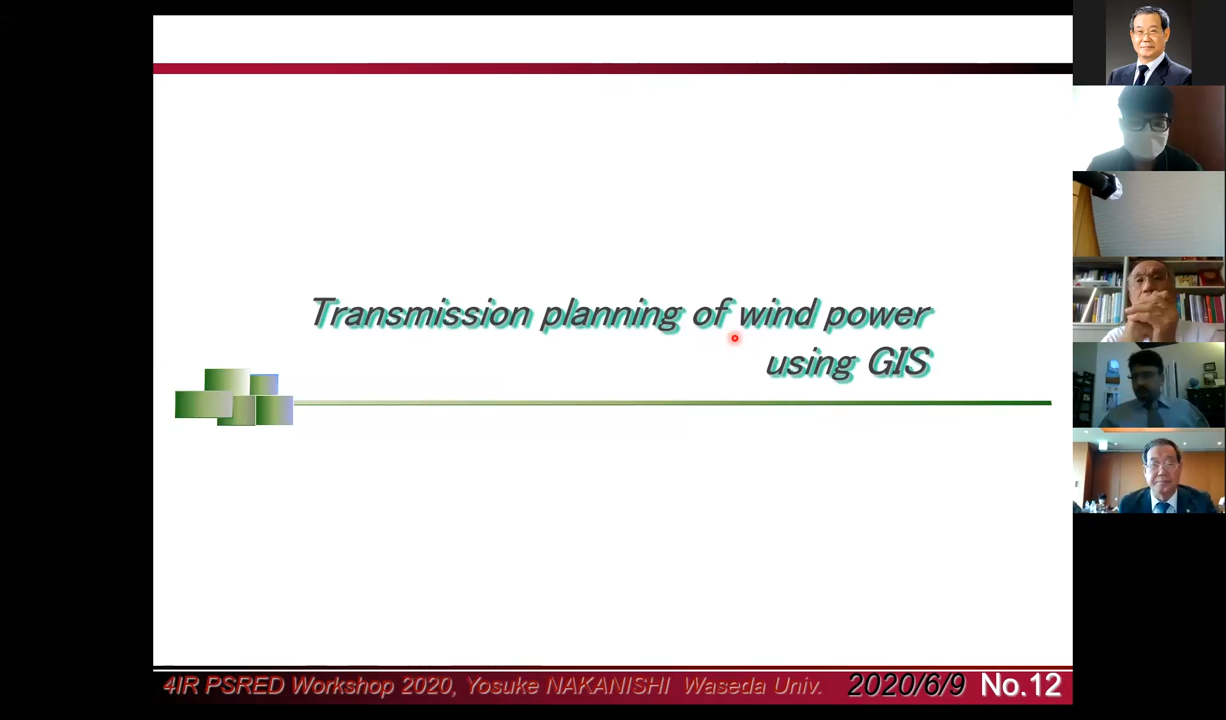 Transmission planning of wind power
using GIS
4IR PSRED Workshop 2020, Yosuke NAKANISHI Waseda Univ. 2020/6/9 No.12